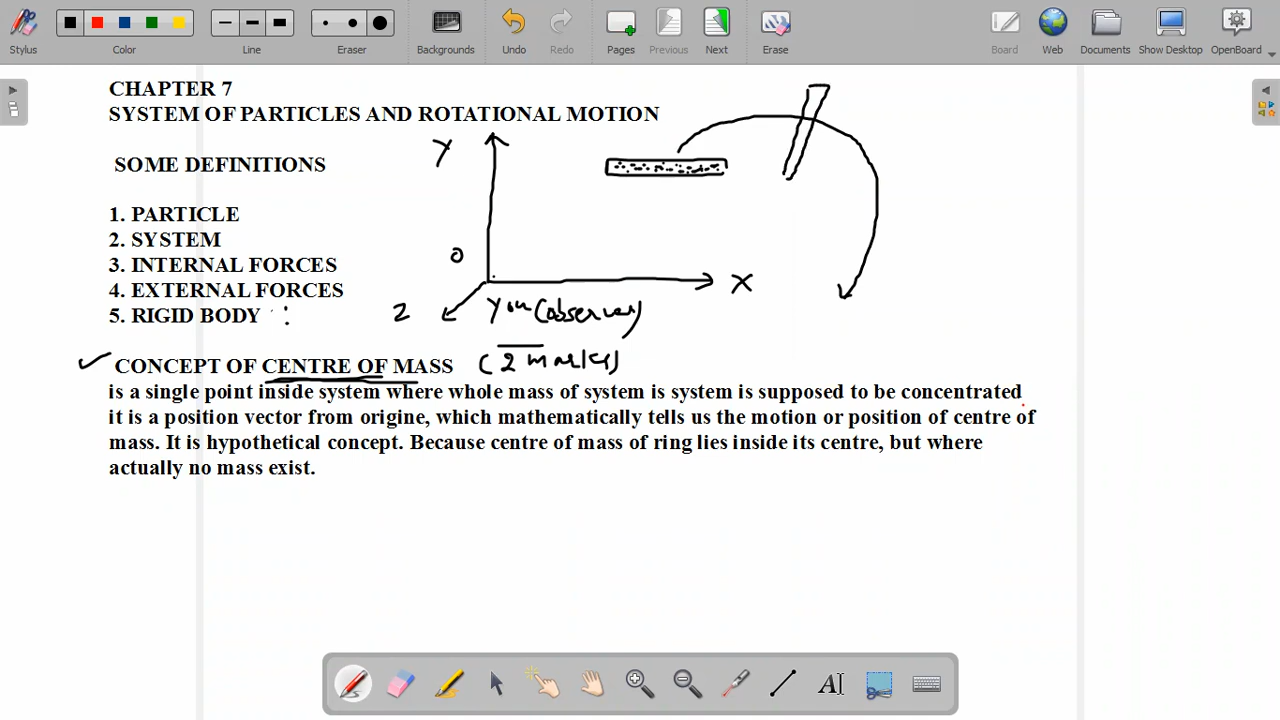 Stylus
Color
Line
Eraser
Backgrounds
Undo
Redo
Pages
Previous
Next
Erase
Board
Web
Documents
Show Desktop
OpenBoard
CHAPTER 7
SYSTEM OF PARTICLES AND ROTATIONAL MOTION
Y
SOME DEFINITIONS
1. PARTICLE
2. SYSTEM
3. INTERNAL FORCES
4. EXTERNAL FORCES
5. RIGID BODY :
O
X
Z
You (observer)
CONCEPT OF CENTRE OF MASS (2 marks)
is a single point inside system where whole mass of system is system is supposed to be concentrated
it is a position vector from origine, which mathematically tells us the motion or position of centre of
mass. It is hypothetical concept. Because centre of mass of ring lies inside its centre, but where
actually no mass exist.